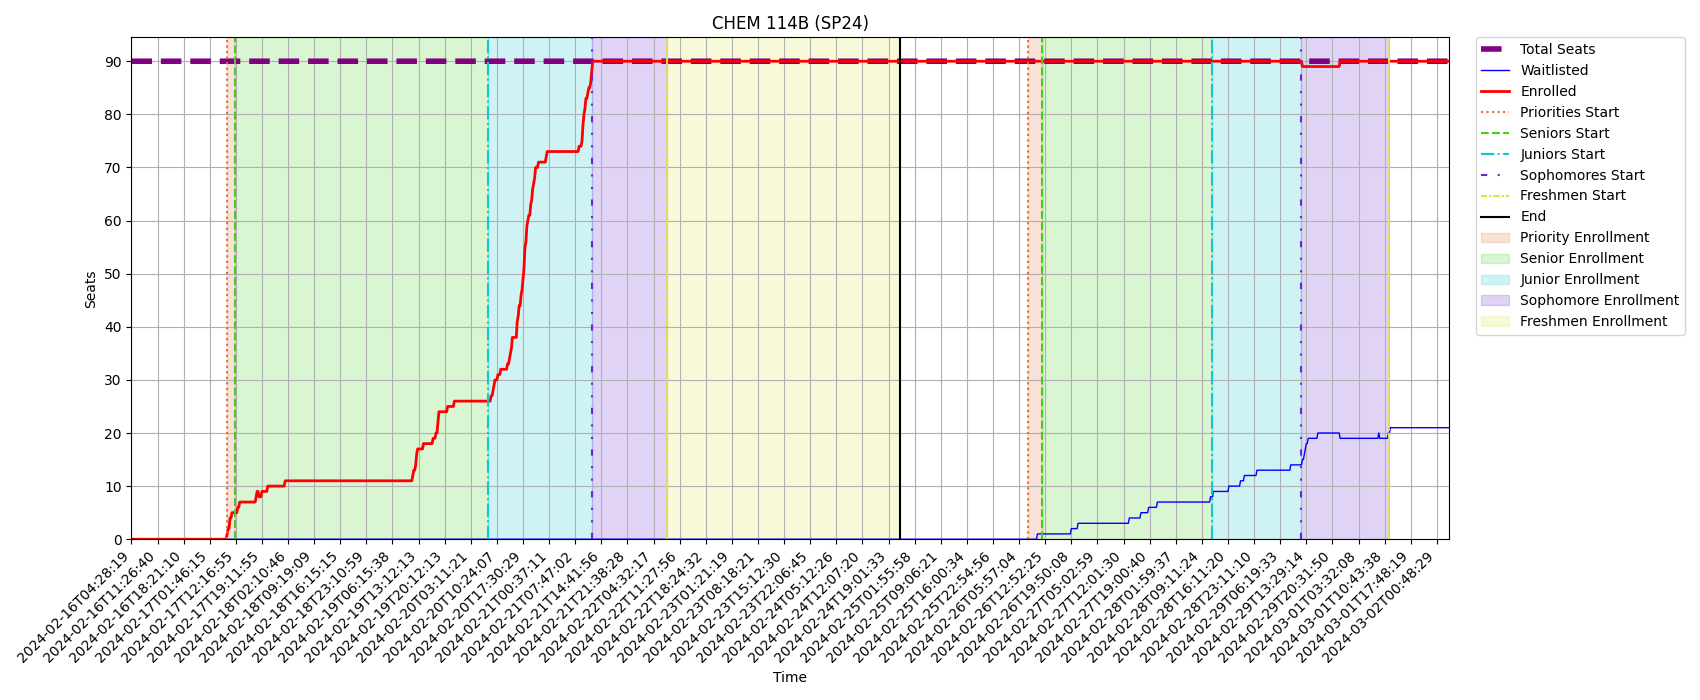 CHEM 114B (SP24)
Seats
90
80
70
60
50
40
30
20
10
0
2024-02-16T04:28:19
2024-02-16T11:26:40
2024-02-16T18:21:10
2024-02-17T01:46:15
2024-02-17T12:16:55
2024-02-17T19:11:55
2024-02-18T02:10:46
2024-02-18T09:19:09
2024-02-18T16:15:15
2024-02-18T23:10:59
2024-02-19T06:15:38
2024-02-19T13:12:13
2024-02-19T20:12:13
2024-02-20T03:11:21
2024-02-20T10:24:07
2024-02-20T17:30:29
2024-02-21T00:37:11
2024-02-21T07:47:02
2024-02-21T14:41:56
2024-02-21T21:38:28
2024-02-22T04:32:17
2024-02-22T11:27:56
2024-02-22T18:24:32
2024-02-23T01:21:19
2024-02-23T08:18:21
2024-02-23T15:12:30
2024-02-23T22:06:45
2024-02-24T05:12:26
2024-02-24T12:07:20
2024-02-24T19:01:33
2024-02-25T01:55:58
2024-02-25T09:06:21
2024-02-25T16:00:34
2024-02-25T22:54:56
2024-02-26T05:57:04
2024-02-26T12:52:25
2024-02-26T19:50:08
2024-02-27T05:02:59
2024-02-27T12:01:30
2024-02-27T19:00:40
2024-02-28T01:59:37
2024-02-28T09:11:24
2024-02-28T16:11:20
2024-02-28T23:11:10
2024-02-29T06:19:33
2024-02-29T13:29:14
2024-02-29T20:31:50
2024-03-01T03:32:08
2024-03-01T10:43:38
2024-03-01T17:48:19
2024-03-02T00:48:29
Time
Total Seats
Waitlisted
Enrolled
Priorities Start
Seniors Start
Juniors Start
Sophomores Start
Freshmen Start
End
Priority Enrollment
Senior Enrollment
Junior Enrollment
Sophomore Enrollment
Freshmen Enrollment